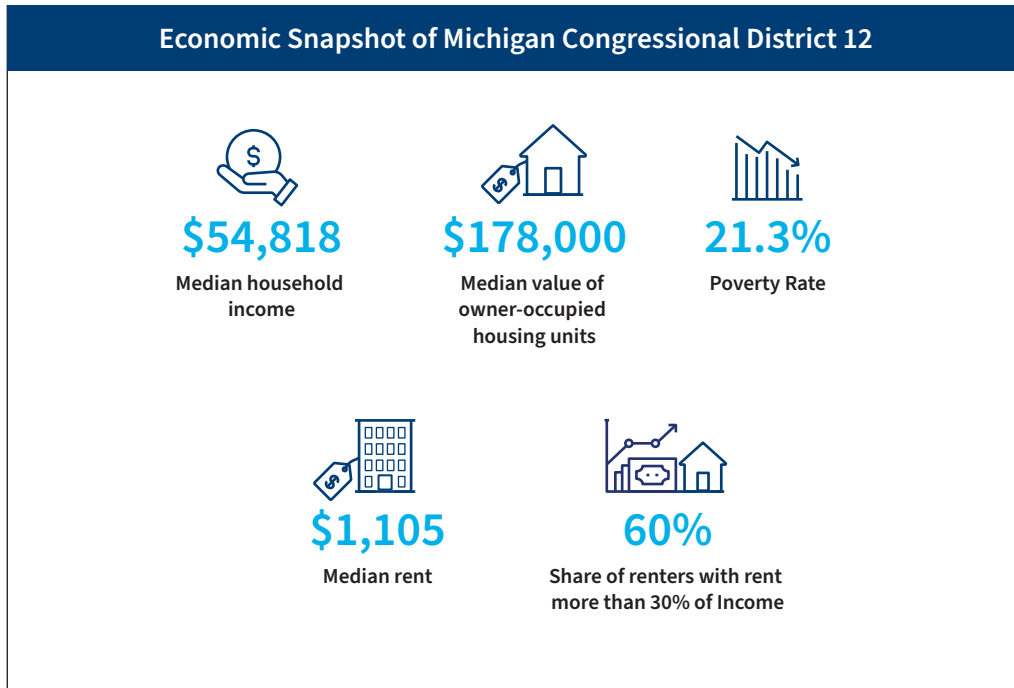 Economic Snapshot of Michigan Congressional District 12
$
$
$54,818
Median household
income
$178,000
Median value of
owner-occupied
housing units
21.3%
Poverty Rate
$
$1,105
Median rent
60%
Share of renters with rent
more than 30% of Income